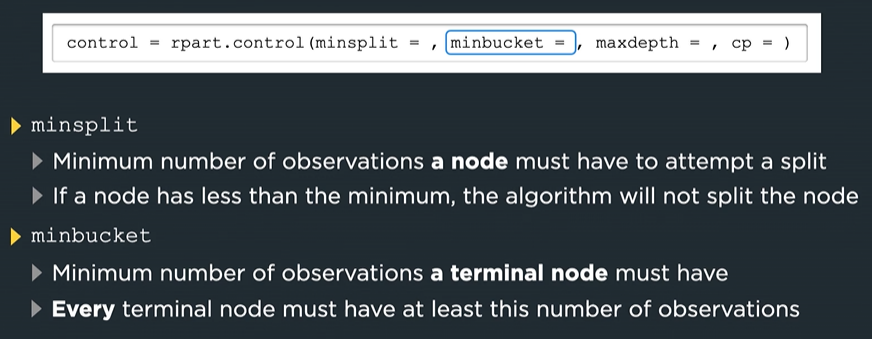 control = rpart.control(minsplit = , minbucket = , maxdepth = , cp = )
minsplit
Minimum number of observations a node must have to attempt a split
If a node has less than the minimum, the algorithm will not split the node
minbucket
Minimum number of observations a terminal node must have
Every terminal node must have at least this number of observations